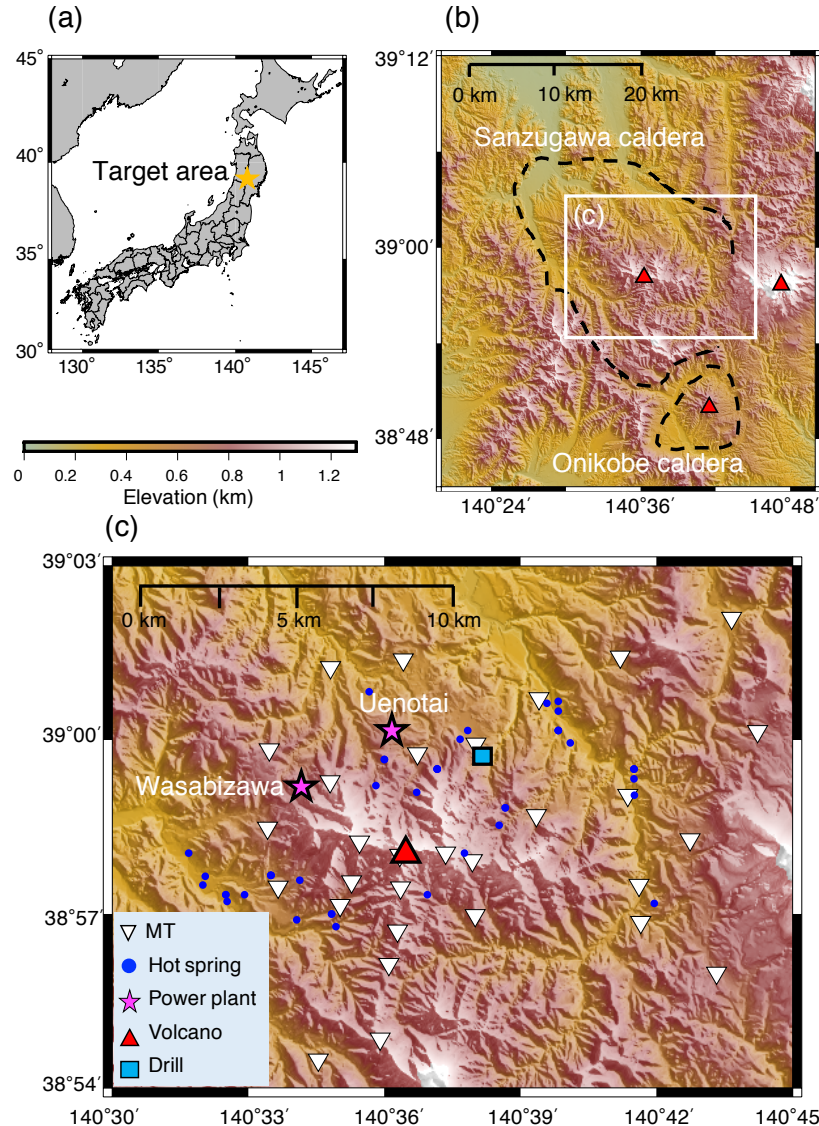 (a)
45°
40°
35°
30°
130° 135° 140° 145°
Target area
0 0.2 0.4 0.6 0.8 1 1.2
Elevation (km)
(b)
39°12′
39°00′
38°48′
0 km 10 km 20 km
Sanzugawa caldera
(c)
Onikobe caldera
140°24′ 140°36′ 140°48′
(c)
39°03′
39°00′
38°57′
38°54′
0 km 5 km 10 km
Uenotai
Wasabizawa
MT
Hot spring
Power plant
Volcano
Drill
140°30′ 140°33′ 140°36′ 140°39′ 140°42′ 140°45′